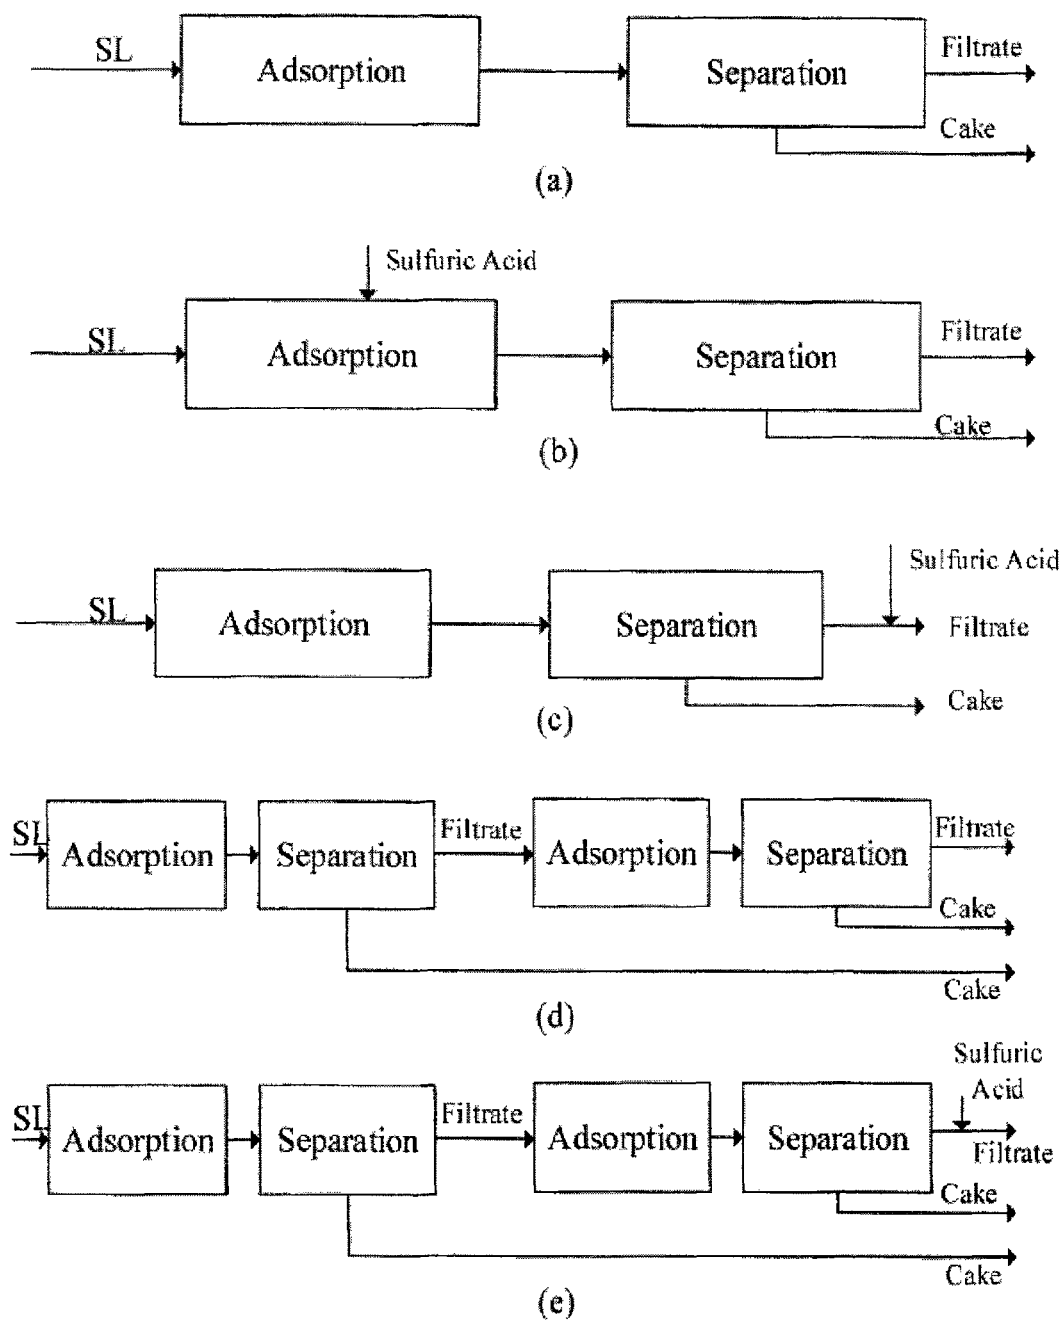 SL
Adsorption
Separation
Filtrate
Cake
(a)
Sulfuric Acid
SL
Adsorption
Separation
Filtrate
Cake
(b)
Sulfuric Acid
SL
Adsorption
Separation
Filtrate
Cake
(c)
SL
Adsorption
Separation
Filtrate
Adsorption
Separation
Filtrate
Cake
Cake
(d)
Sulfuric
Acid
SL
Adsorption
Separation
Filtrate
Adsorption
Separation
Filtrate
Cake
Cake
(e)